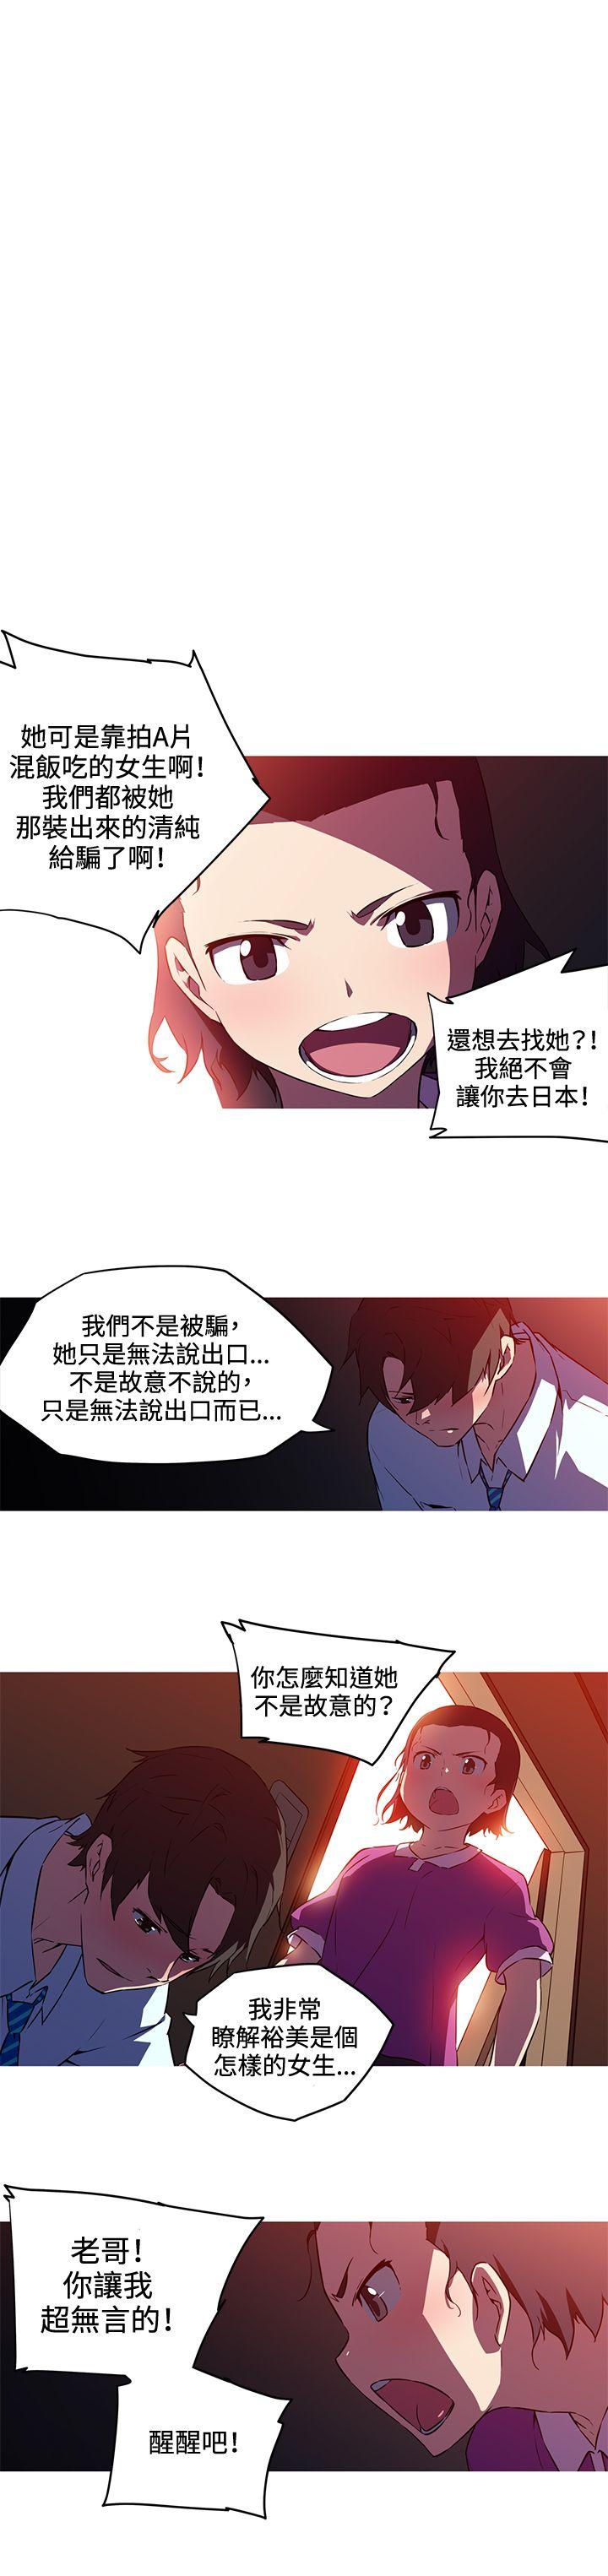 她可是靠拍A片
混飯吃的女生啊！
我們都被她
那裝出來的清純
給騙了啊！
還想去找她？！
我絕不會
讓你去日本！
我們不是被騙，
她只是無法說出口…
不是故意不說的，
只是無法說出口而已…
你怎麼知道她
不是故意的？
我非常
瞭解裕美是個
怎樣的女生…
老哥！
你讓我
超無言的！
醒醒吧！